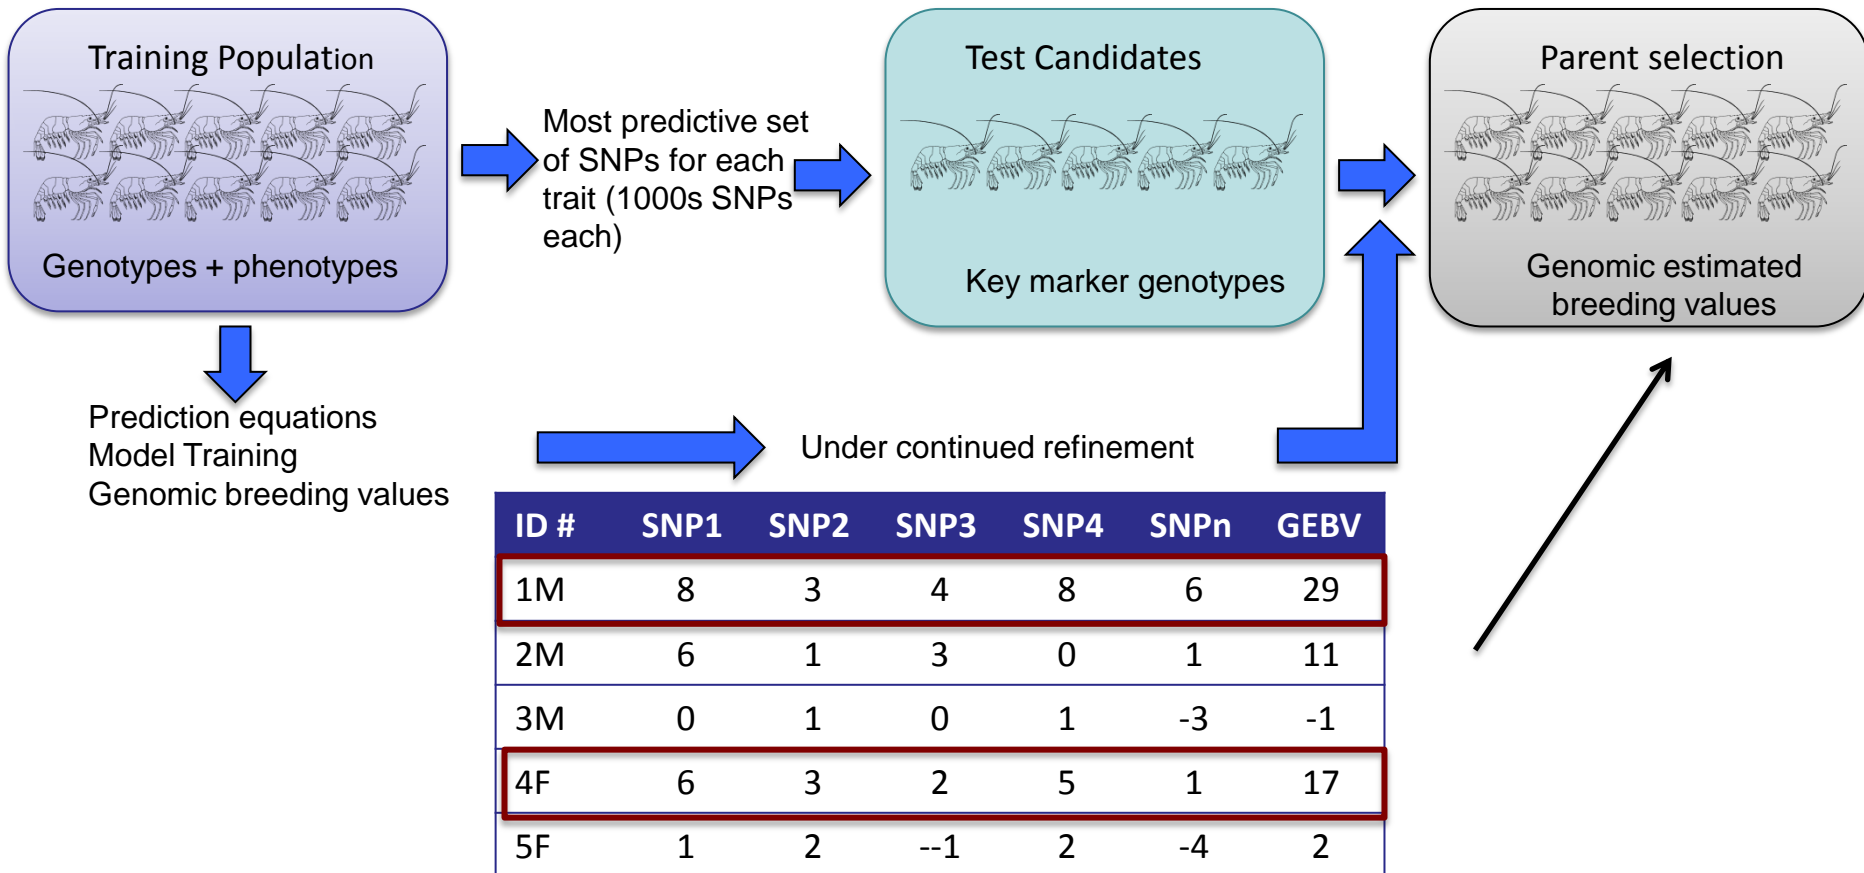 Training Population
Genotypes + phenotypes
Most predictive set
of SNPs for each
trait (1000s SNPs
each)
Test Candidates
Key marker genotypes
Parent selection
Genomic estimated
breeding values
Prediction equations
Model Training
Genomic breeding values
Under continued refinement
ID # SNP1 SNP2 SNP3 SNP4 SNPn GEBV
1M 8 3 4 8 6 29
2M 6 1 3 0 1 11
3M 0 1 0 1 -3 -1
4F 6 3 2 5 1 17
5F 1 2 --1 2 -4 2